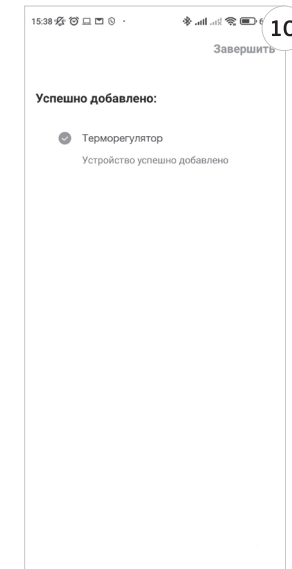 15:38
10
Завершить
Успешно добавлено:
Терморегулятор
Устройство успешно добавлено